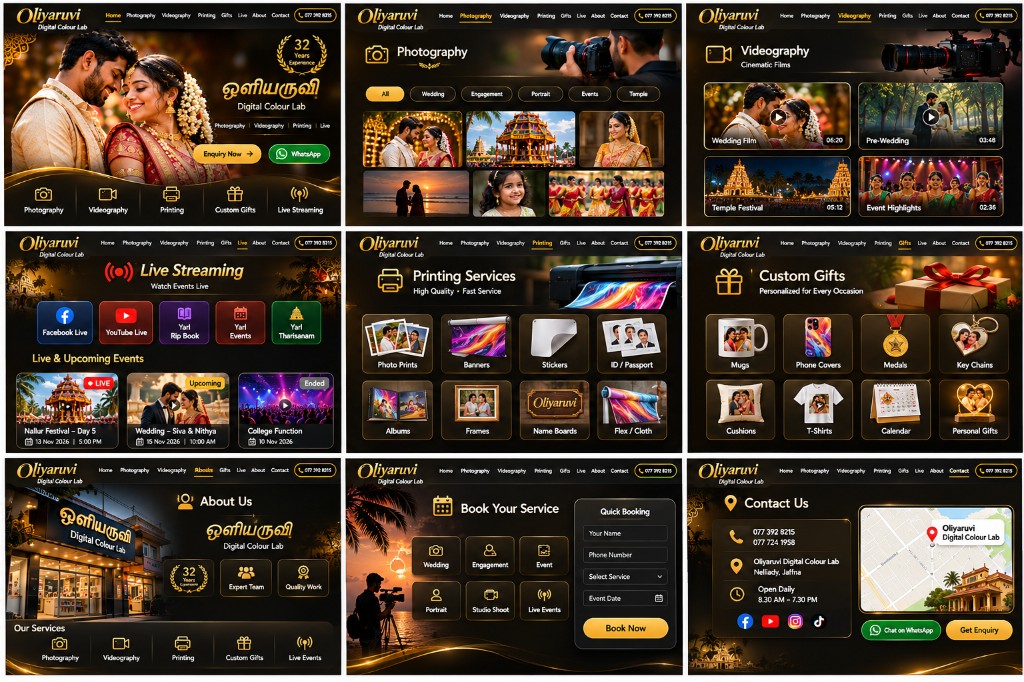 Oliyaruvi
Digital Colour Lab
Home Photography Videography Printing Gifts Live About Contact 077 392 8215
32
Years
Experience
ஒளியருவி
Digital Colour Lab
Photography | Videography | Printing | Live
Enquiry Now →
WhatsApp
Photography Videography Printing Custom Gifts Live Streaming
Oliyaruvi
Digital Colour Lab
Home Photography Videography Printing Gifts Live About Contact 077 392 8215
Photography
All Wedding Engagement Portrait Events Temple
Oliyaruvi
Digital Colour Lab
Home Photography Videography Printing Gifts Live About Contact 077 392 8215
Videography
Cinematic Films
Wedding Film 06:20
Pre-Wedding 03:48
Temple Festival 05:12
Event Highlights 02:36
Oliyaruvi
Digital Colour Lab
Home Photography Videography Printing Gifts Live About Contact 077 392 8215
Live Streaming
Watch Events Live
Facebook Live
YouTube Live
Yarl
Rip Book
Yarl
Events
Yarl
Tharisanam
Live & Upcoming Events
LIVE
Nallur Festival – Day 5
13 Nov 2026 | 5:00 PM
Upcoming
Wedding – Siva & Nithya
15 Nov 2026 | 10:00 AM
Ended
College Function
10 Nov 2026
Oliyaruvi
Digital Colour Lab
Home Photography Videography Printing Gifts Live About Contact 077 392 8215
Printing Services
High Quality • Fast Service
Photo Prints Banners Stickers ID / Passport
Oliyaruvi
Albums Frames Name Boards Flex / Cloth
Oliyaruvi
Digital Colour Lab
Home Photography Videography Printing Gifts Live About Contact 077 392 8215
Custom Gifts
Personalized for Every Occasion
Mugs Phone Covers Medals Key Chains
Cushions T-Shirts Calendar Personal Gifts
Oliyaruvi
Digital Colour Lab
Home Photography Videography Gifts Live About Contact 077 392 8215
About Us
ஒளியருவி
Digital Colour Lab
ஒளியருவி
Digital Colour Lab
32
Years
Experience
Expert Team
Quality Work
Our Services
Photography Videography Printing Custom Gifts Live Events
Oliyaruvi
Digital Colour Lab
Home Photography Videography Printing Gifts Live About Contact 077 392 8215
Book Your Service
Wedding Engagement Event
Portrait Studio Shoot Live Events
Quick Booking
Your Name
Phone Number
Select Service
Event Date
Book Now
Oliyaruvi
Digital Colour Lab
Home Photography Videography Printing Gifts Live About Contact 077 392 8215
Contact Us
077 392 8215
077 724 1958
Oliyaruvi Digital Colour Lab
Nelliady, Jaffna
Open Daily
8.30 AM – 7.30 PM
Oliyaruvi
Digital Colour Lab
Chat on WhatsApp
Get Enquiry